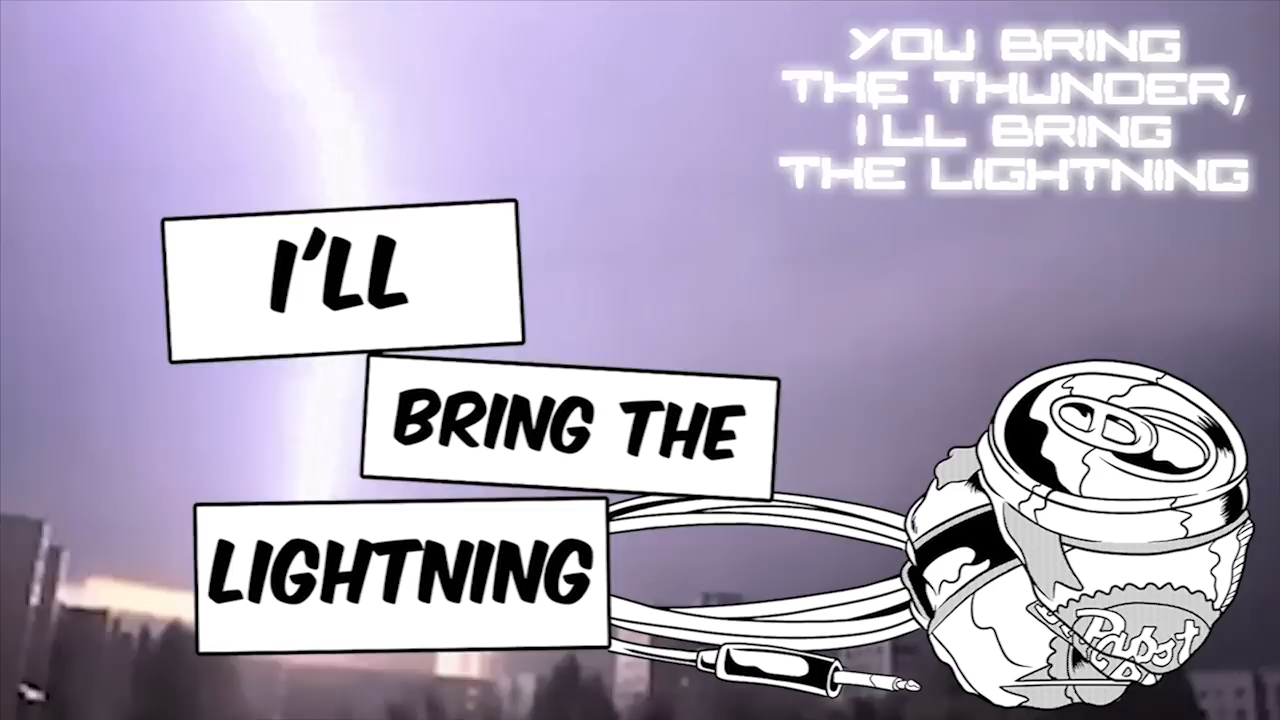 YOU BRING
THE THUNDER,
I'LL BRING
THE LIGHTNING
I'LL
BRING THE
LIGHTNING
Pabst